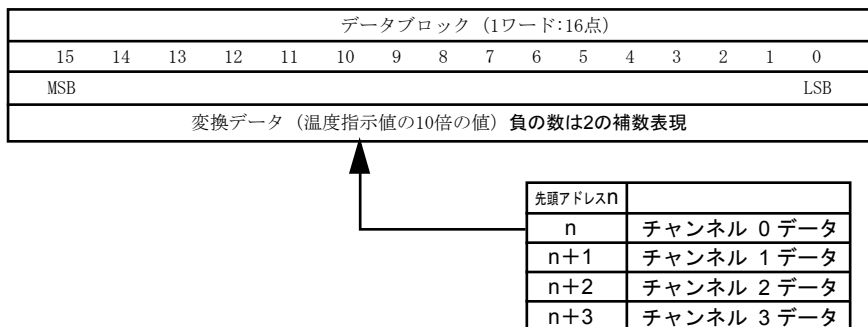 データブロック（1ワード:16点）
15 14 13 12 11 10 9 8 7 6 5 4 3 2 1 0
MSB LSB
変換データ（温度指示値の10倍の値）負の数は2の補数表現
先頭アドレスn
n チャンネル 0 データ
n＋1 チャンネル 1 データ
n＋2 チャンネル 2 データ
n＋3 チャンネル 3 データ